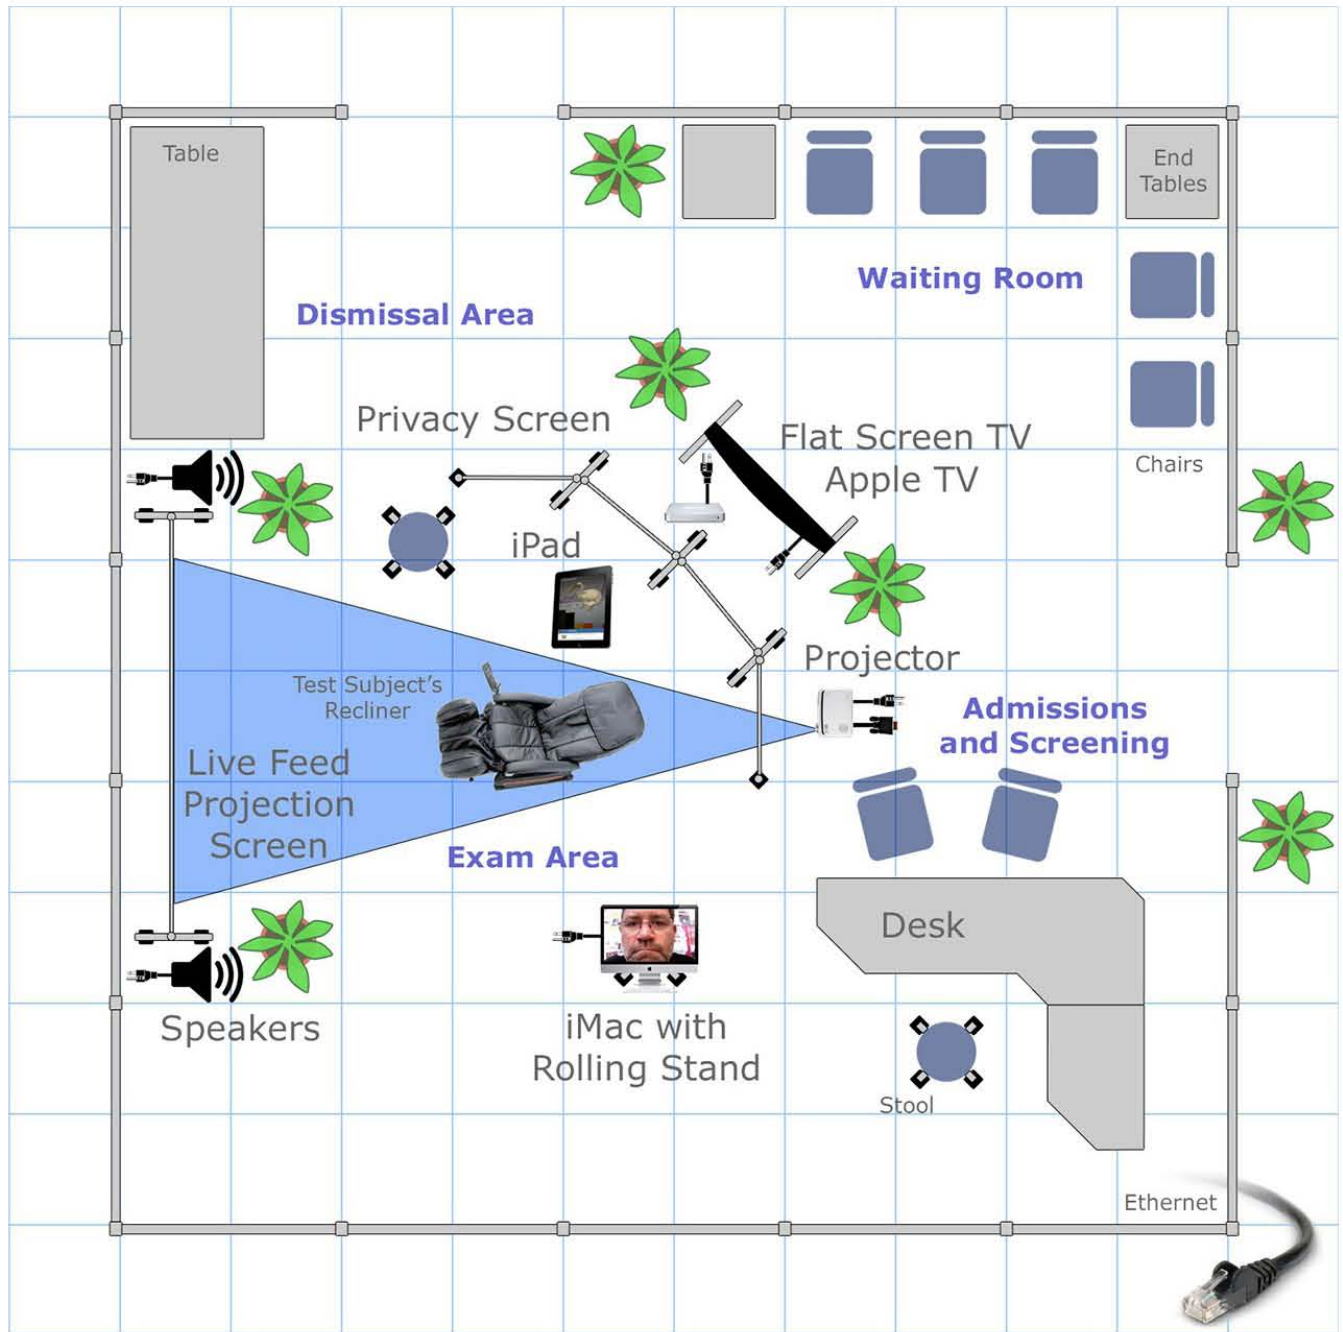 Table
End
Tables
Waiting Room
Dismissal Area
Privacy Screen
Flat Screen TV
Apple TV
Chairs
iPad
Projector
Test Subject's
Recliner
Admissions
and Screening
Live Feed
Projection
Screen
Exam Area
Desk
Speakers
iMac with
Rolling Stand
Stool
Ethernet